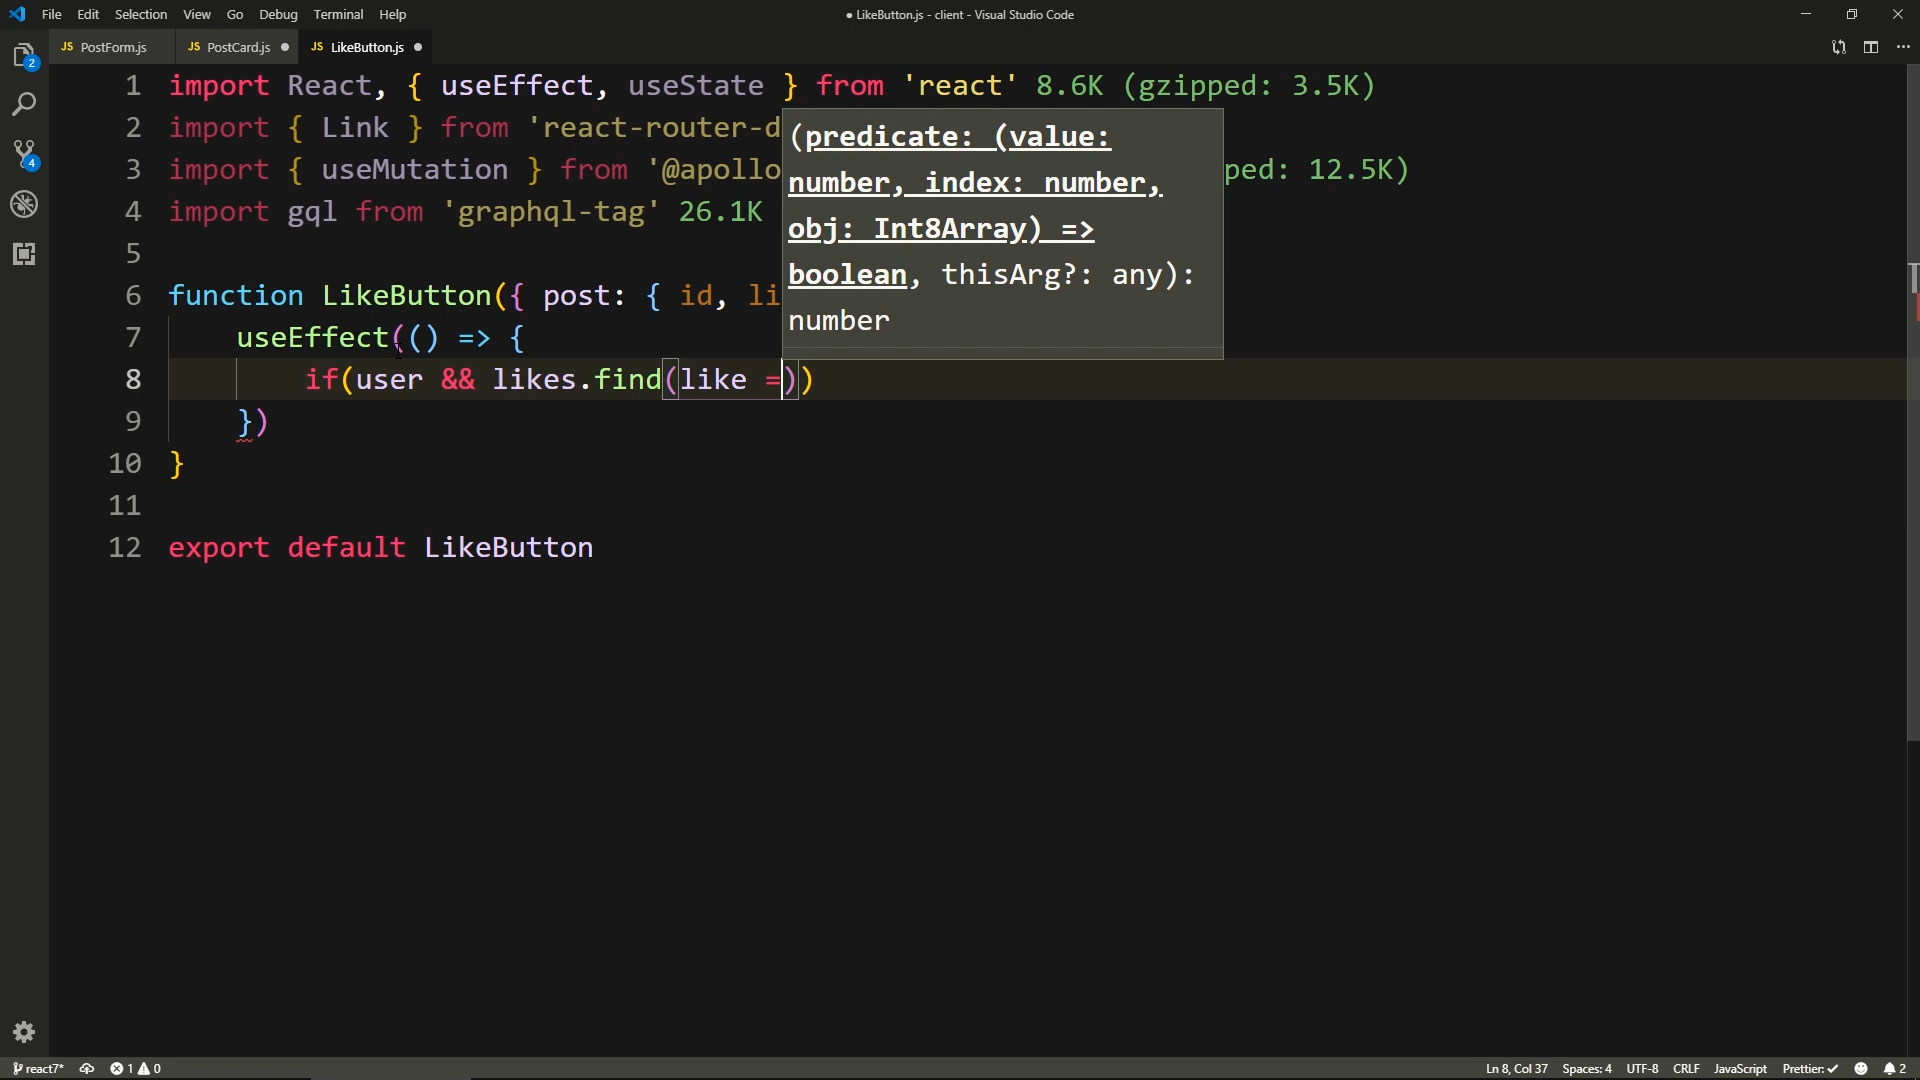 File Edit Selection View Go Debug Terminal Help
● LikeButton.js - client - Visual Studio Code
JS PostForm.js
JS PostCard.js ●
JS LikeButton.js ●
2
4
1 import React, { useEffect, useState } from 'react' 8.6K (gzipped: 3.5K)
2 import { Link } from 'react-router-d
3 import { useMutation } from '@apollo ped: 12.5K)
4 import gql from 'graphql-tag' 26.1K
5
6 function LikeButton({ post: { id, li
7 useEffect(() => {
8 if(user && likes.find(like =))
9 })
10 }
11
12 export default LikeButton
(predicate: (value:
number, index: number,
obj: Int8Array) =>
boolean, thisArg?: any):
number
react7* 1 0 Ln 8, Col 37 Spaces: 4 UTF-8 CRLF JavaScript Prettier: ✓ 2